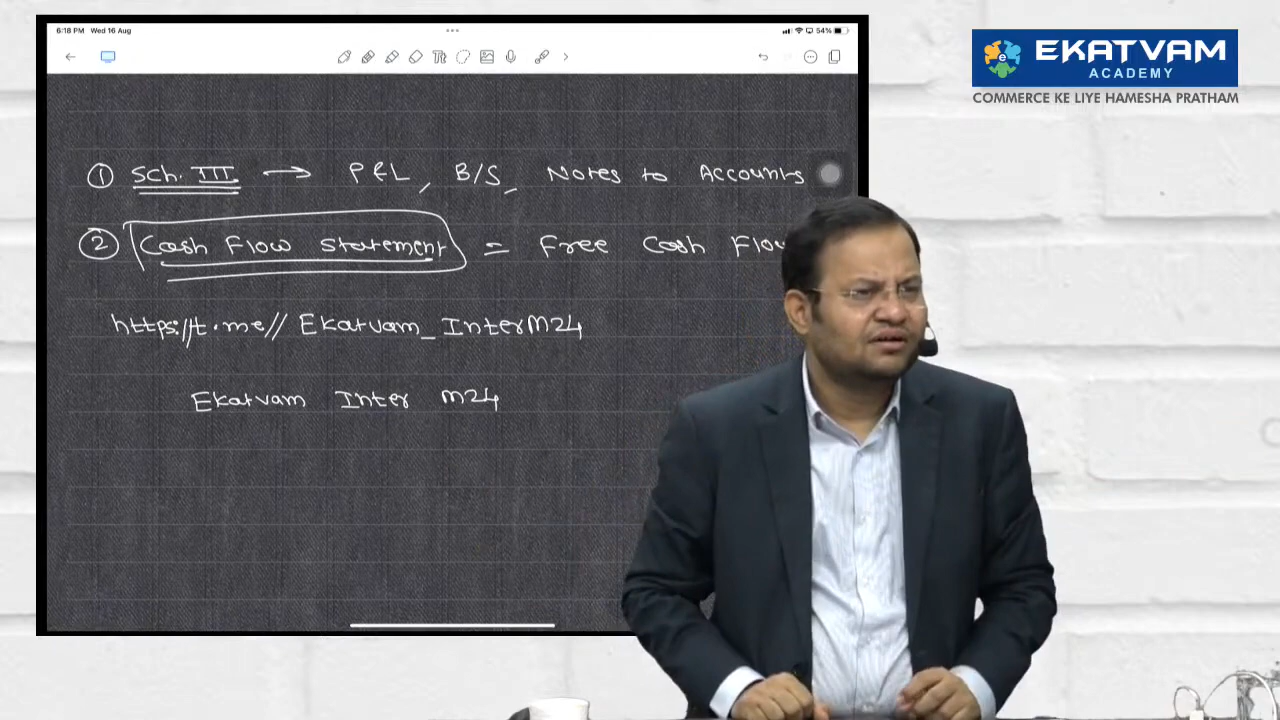 6:18 PM Wed 16 Aug
54%
EKATVAM
ACADEMY
COMMERCE KE LIYE HAMESHA PRATHAM
① Sch. III → P&L, B/S, Notes to Accounts
② Cash Flow Statement = Free Cash Flow
https://t.me// Ekatvam_InterM24
Ekatvam Inter M24